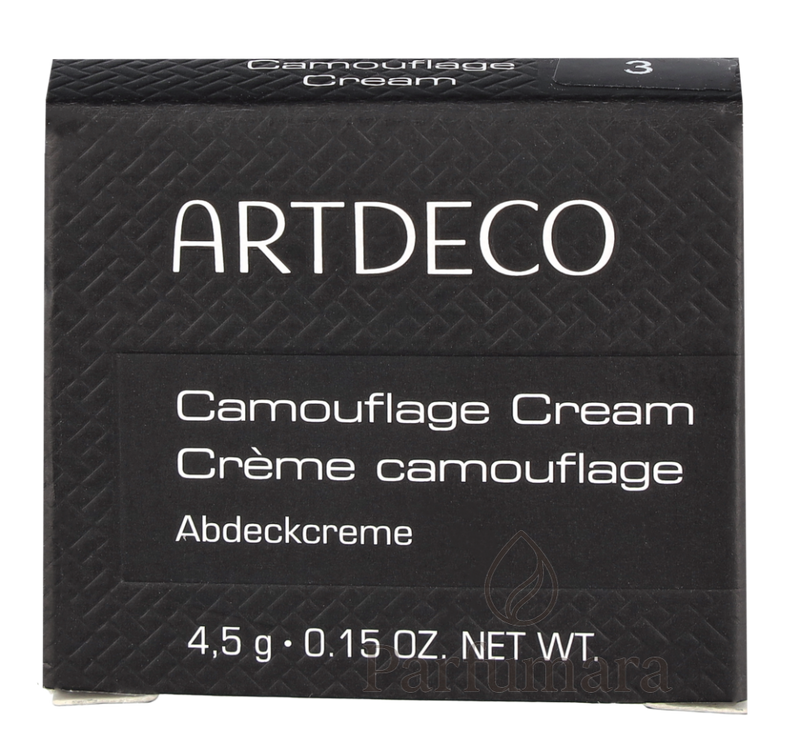 Camouflage
Cream
3
ARTDECO
Camouflage Cream
Crème camouflage
Abdeckcreme
4,5 g • 0.15 OZ. NET WT.
Parfumara